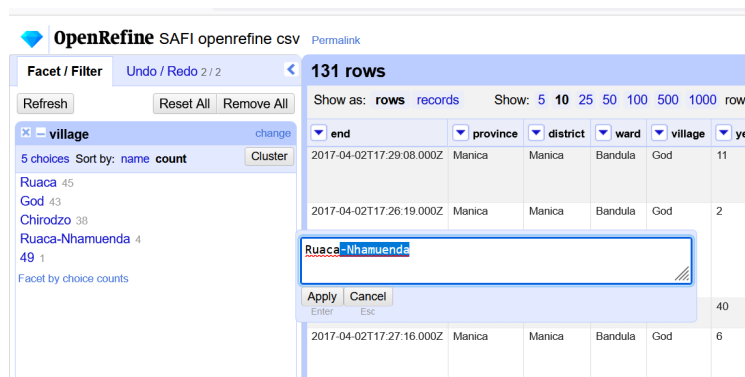 OpenRefine SAFI openrefine csv Permalink
Facet / Filter Undo / Redo 2 / 2
131 rows
Refresh Reset All Remove All
Show as: rows records Show: 5 10 25 50 100 500 1000 row
village change
end province district ward village ye
5 choices Sort by: name count Cluster
2017-04-02T17:29:08.000Z Manica Manica Bandula God 11
Ruaca 45
God 43
Chirodzo 38
2017-04-02T17:26:19.000Z Manica Manica Bandula God 2
Ruaca-Nhamuenda 4
49 1
Facet by choice counts
Ruaca-Nhamuenda
Apply Cancel
Enter Esc
40
2017-04-02T17:27:16.000Z Manica Manica Bandula God 6